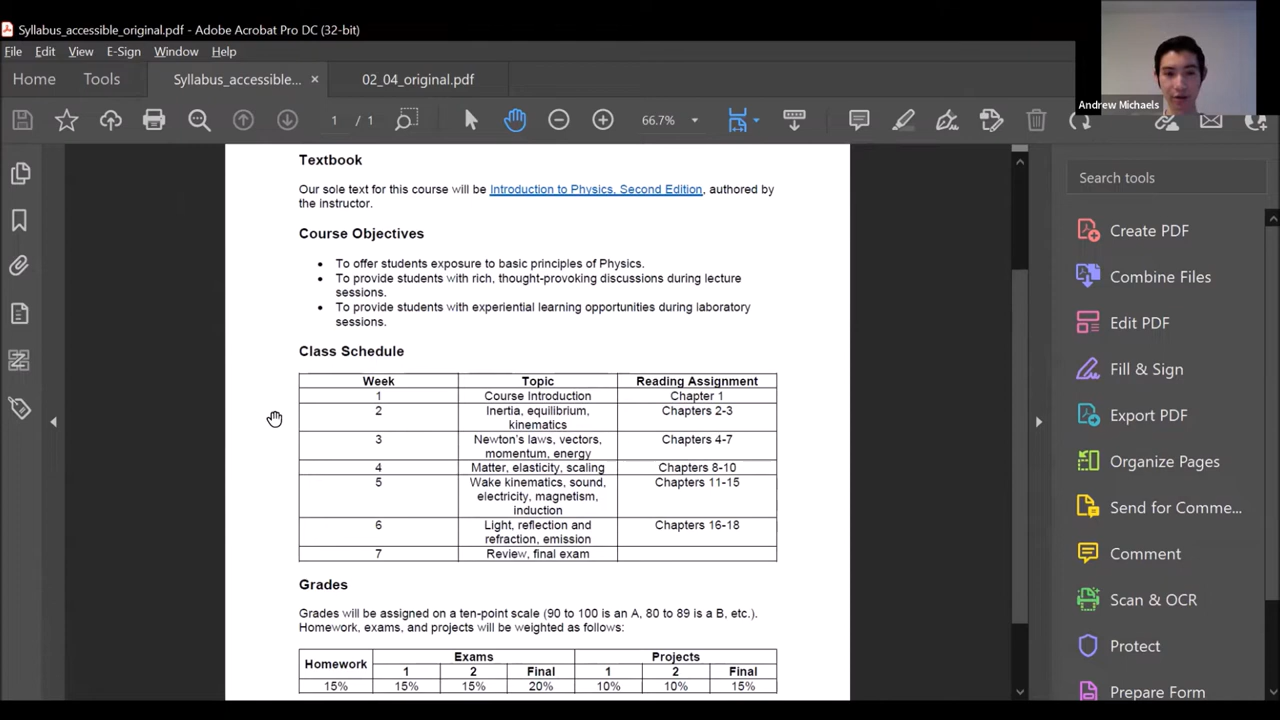 Syllabus_accessible_original.pdf - Adobe Acrobat Pro DC (32-bit)
File Edit View E-Sign Window Help
Home Tools Syllabus_accessible... × 02_04_original.pdf
Andrew Michaels
1 / 1 66.7%
Search tools
Textbook
Our sole text for this course will be Introduction to Physics, Second Edition, authored by
the instructor.
Course Objectives
• To offer students exposure to basic principles of Physics.
• To provide students with rich, thought-provoking discussions during lecture
sessions.
• To provide students with experiential learning opportunities during laboratory
sessions.
Class Schedule
Week Topic Reading Assignment
1 Course Introduction Chapter 1
2 Inertia, equilibrium, Chapters 2-3
kinematics
3 Newton's laws, vectors, Chapters 4-7
momentum, energy
4 Matter, elasticity, scaling Chapters 8-10
5 Wake kinematics, sound, Chapters 11-15
electricity, magnetism,
induction
6 Light, reflection and Chapters 16-18
refraction, emission
7 Review, final exam
Grades
Grades will be assigned on a ten-point scale (90 to 100 is an A, 80 to 89 is a B, etc.).
Homework, exams, and projects will be weighted as follows:
Homework Exams Projects
1 2 Final 1 2 Final
15% 15% 15% 20% 10% 10% 15%
Create PDF
Combine Files
Edit PDF
Fill & Sign
Export PDF
Organize Pages
Send for Comme...
Comment
Scan & OCR
Protect
Prepare Form